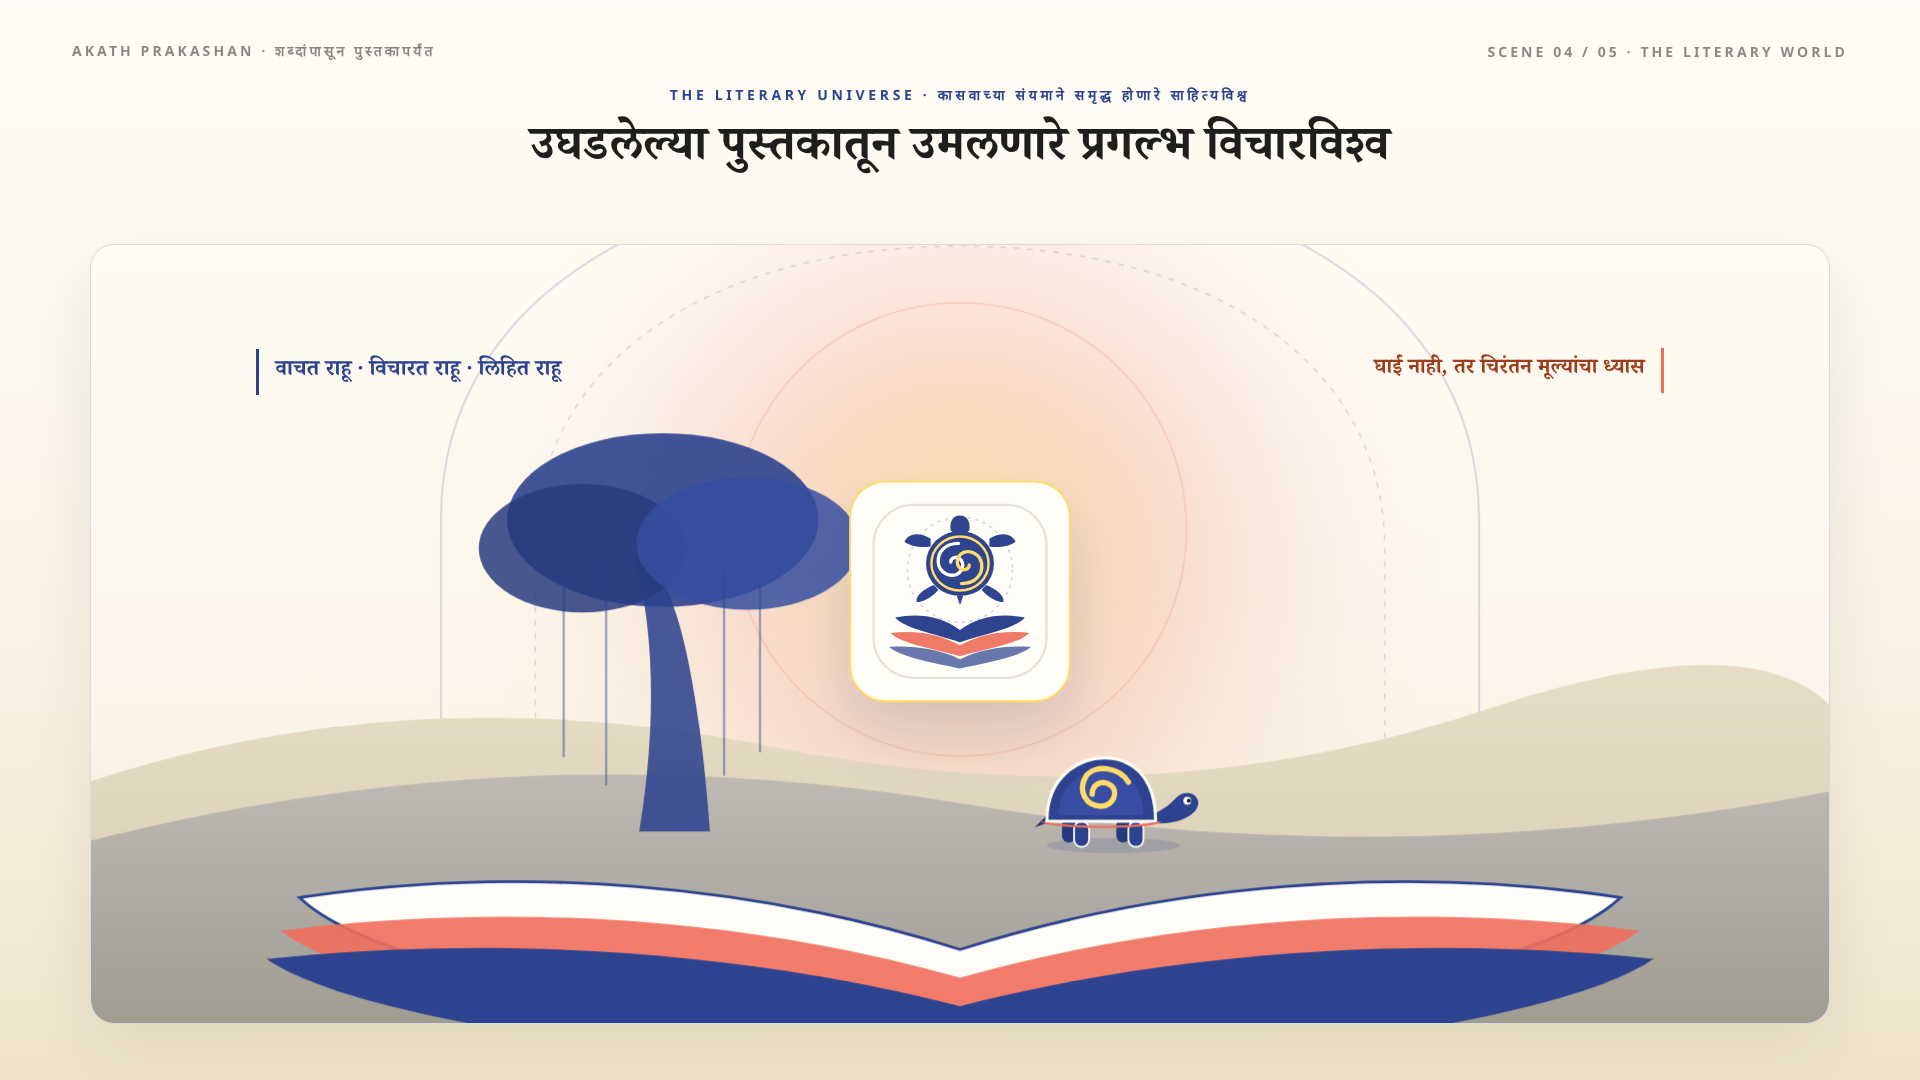 AKATH PRAKASHAN · शब्दांपासून पुस्तकापर्यंत
SCENE 04 / 05 · THE LITERARY WORLD
THE LITERARY UNIVERSE · कासवाच्या संयमाने समृद्ध होणारे साहित्यविश्व
उघडलेल्या पुस्तकातून उमलणारे प्रगल्भ विचारविश्व
वाचत राहू · विचारत राहू · लिहित राहू
घाई नाही, तर चिरंतन मूल्यांचा ध्यास